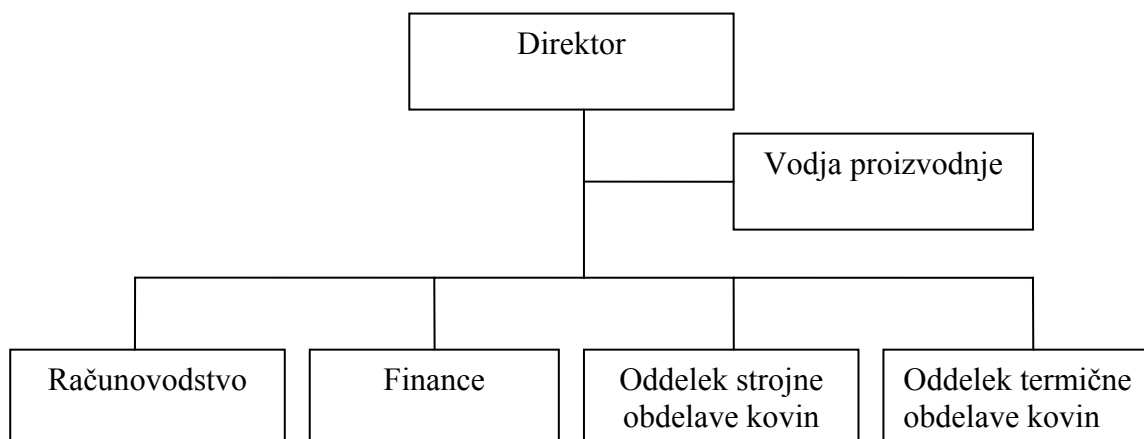 Direktor
Vodja proizvodnje
Računovodstvo
Finance
Oddelek strojne
obdelave kovin
Oddelek termične
obdelave kovin